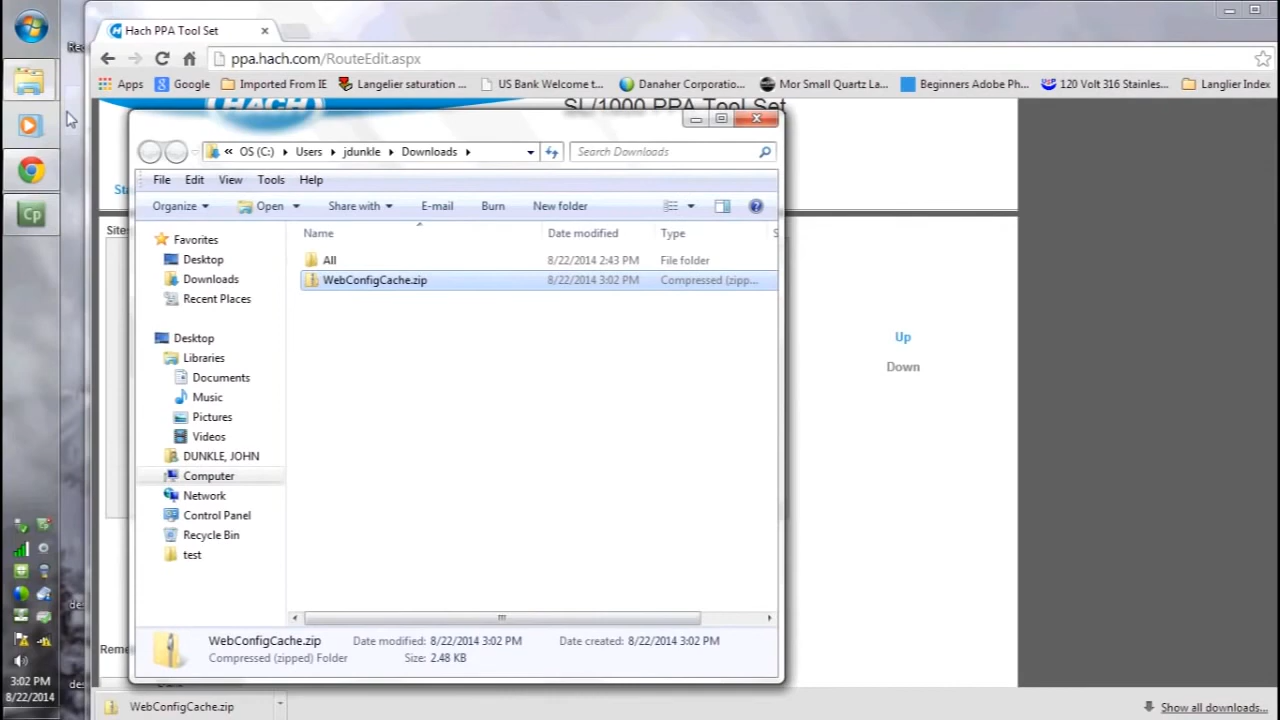 Hach PPA Tool Set
ppa.hach.com/RouteEdit.aspx
Apps Google Imported From IE Langelier saturation ... US Bank Welcome t... Danaher Corporatio... Mor Small Quartz La... Beginners Adobe Ph... 120 Volt 316 Stainles... Langlier Index
HACH
SL/1000 PPA Tool Set
« OS (C:) Users jdunkle Downloads
Search Downloads
File Edit View Tools Help
Organize Open Share with E-mail Burn New folder
Name Date modified Type S
All 8/22/2014 2:43 PM File folder
WebConfigCache.zip 8/22/2014 3:02 PM Compressed (zipp...
Favorites
Desktop
Downloads
Recent Places
Desktop
Libraries
Documents
Music
Pictures
Videos
DUNKLE, JOHN
Computer
Network
Control Panel
Recycle Bin
test
WebConfigCache.zip Date modified: 8/22/2014 3:02 PM Date created: 8/22/2014 3:02 PM
Compressed (zipped) Folder Size: 2.48 KB
Sta
Sites
Up
Down
Reme
Cp
3:02 PM
8/22/2014
WebConfigCache.zip
Show all downloads...